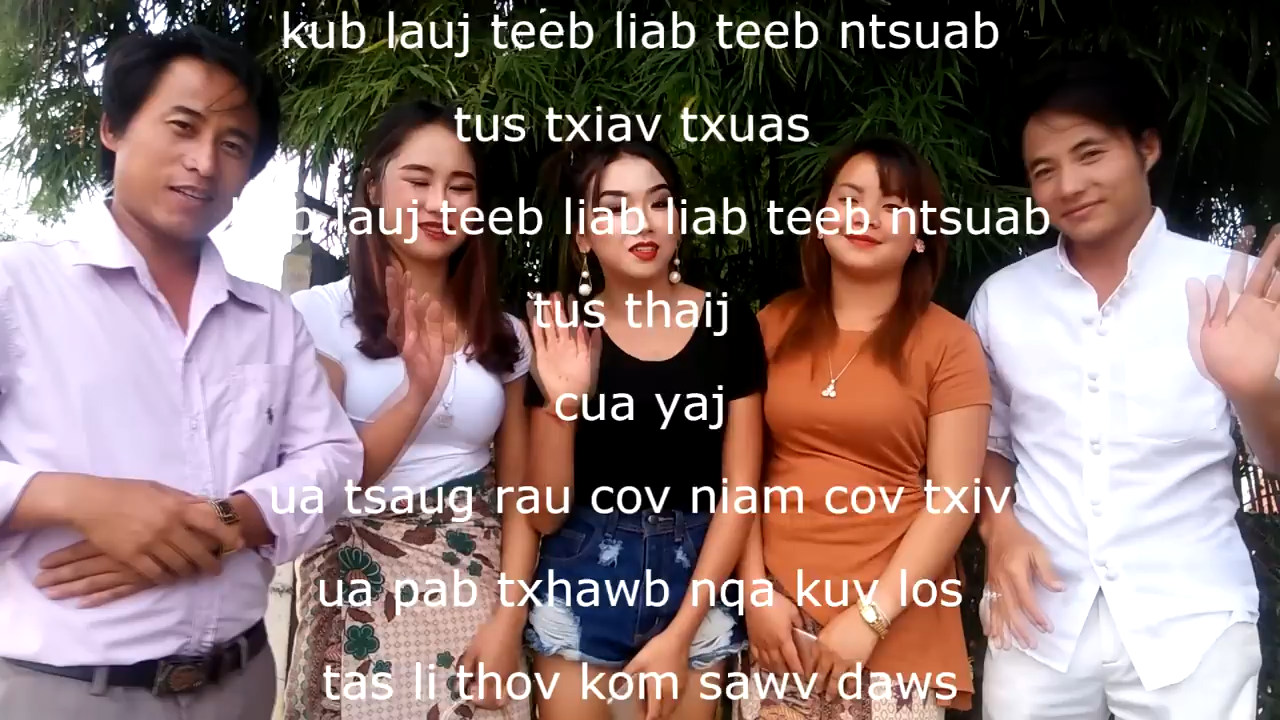 kub lauj teeb liab teeb ntsuab
tus txiav txuas
lauj teeb liab liab teeb ntsuab
tus thaij
cua yaj
ua tsaug rau cov niam cov txiv
ua pab txhawb nqa kuv los
tas li thov kom sawv daws